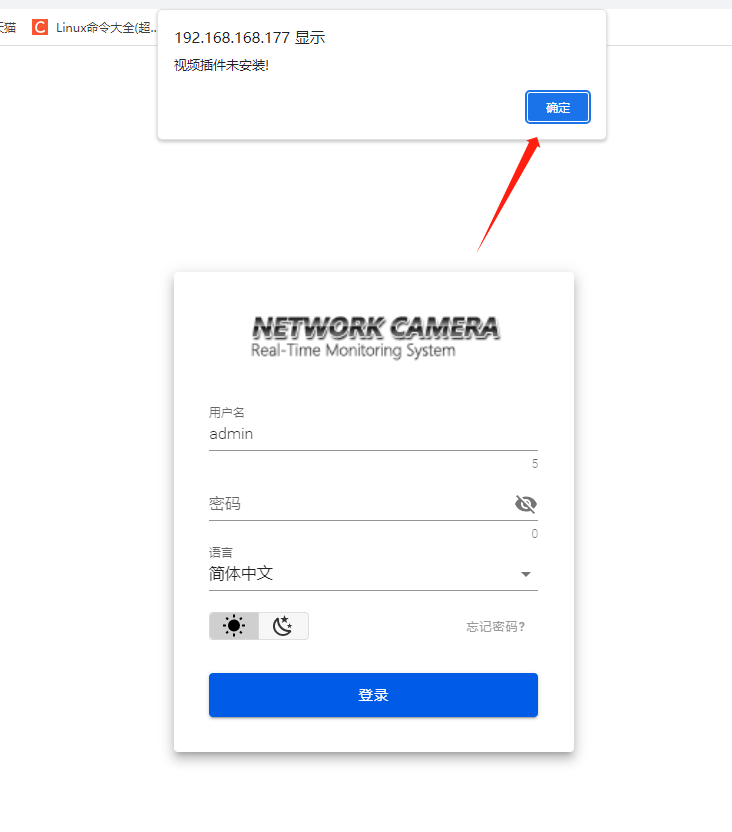 天猫
Linux命令大全(超...
192.168.168.177 显示
视频插件未安装!
确定
NETWORK CAMERA
Real-Time Monitoring System
用户名
admin
5
密码
0
语言
简体中文
忘记密码?
登录